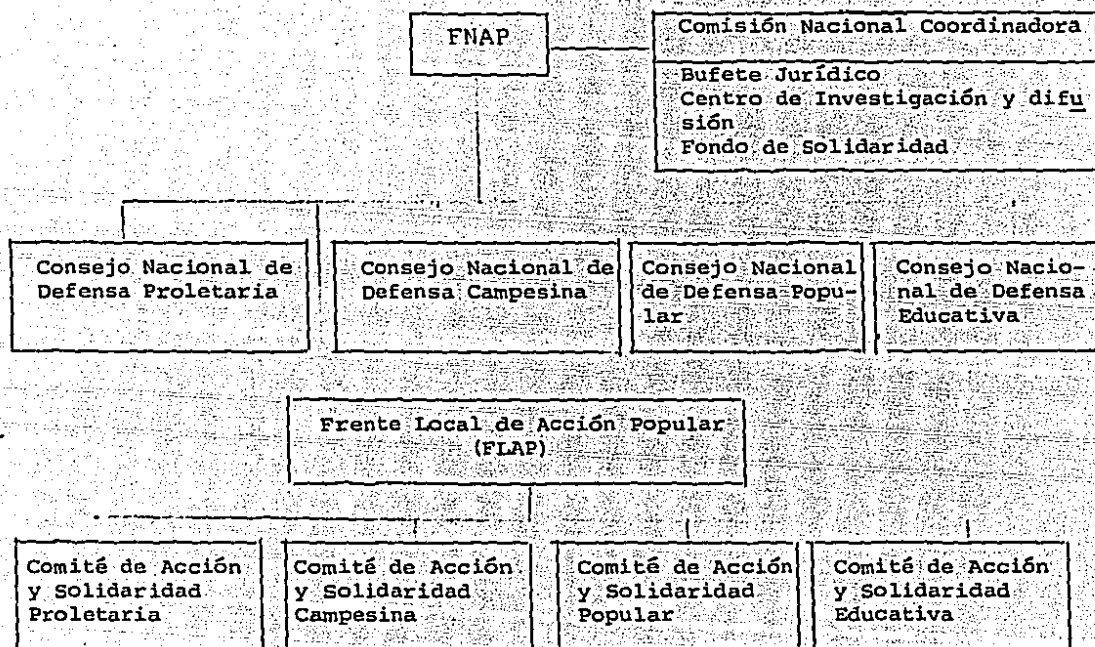 FNAP
Comisión Nacional Coordinadora
Bufete Jurídico
Centro de Investigación y difu
sión
Fondo de Solidaridad
Consejo Nacional de
Defensa Proletaria
Consejo Nacional de
Defensa Campesina
Consejo Nacional
de Defensa Popu-
lar
Consejo Nacio-
nal de Defensa
Educativa
Frente Local de Acción Popular
(FLAP)
Comité de Acción
y Solidaridad
Proletaria
Comité de Acción
y Solidaridad
Campesina
Comité de Acción
y Solidaridad
Popular
Comité de Acción
y Solidaridad
Educativa